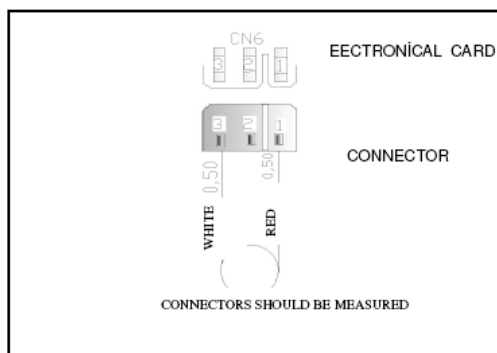 CN6
EECTRONİCAL CARD
3 2 1
3 2 1
CONNECTOR
0,50
0,50
WHITE
RED
CONNECTORS SHOULD BE MEASURED